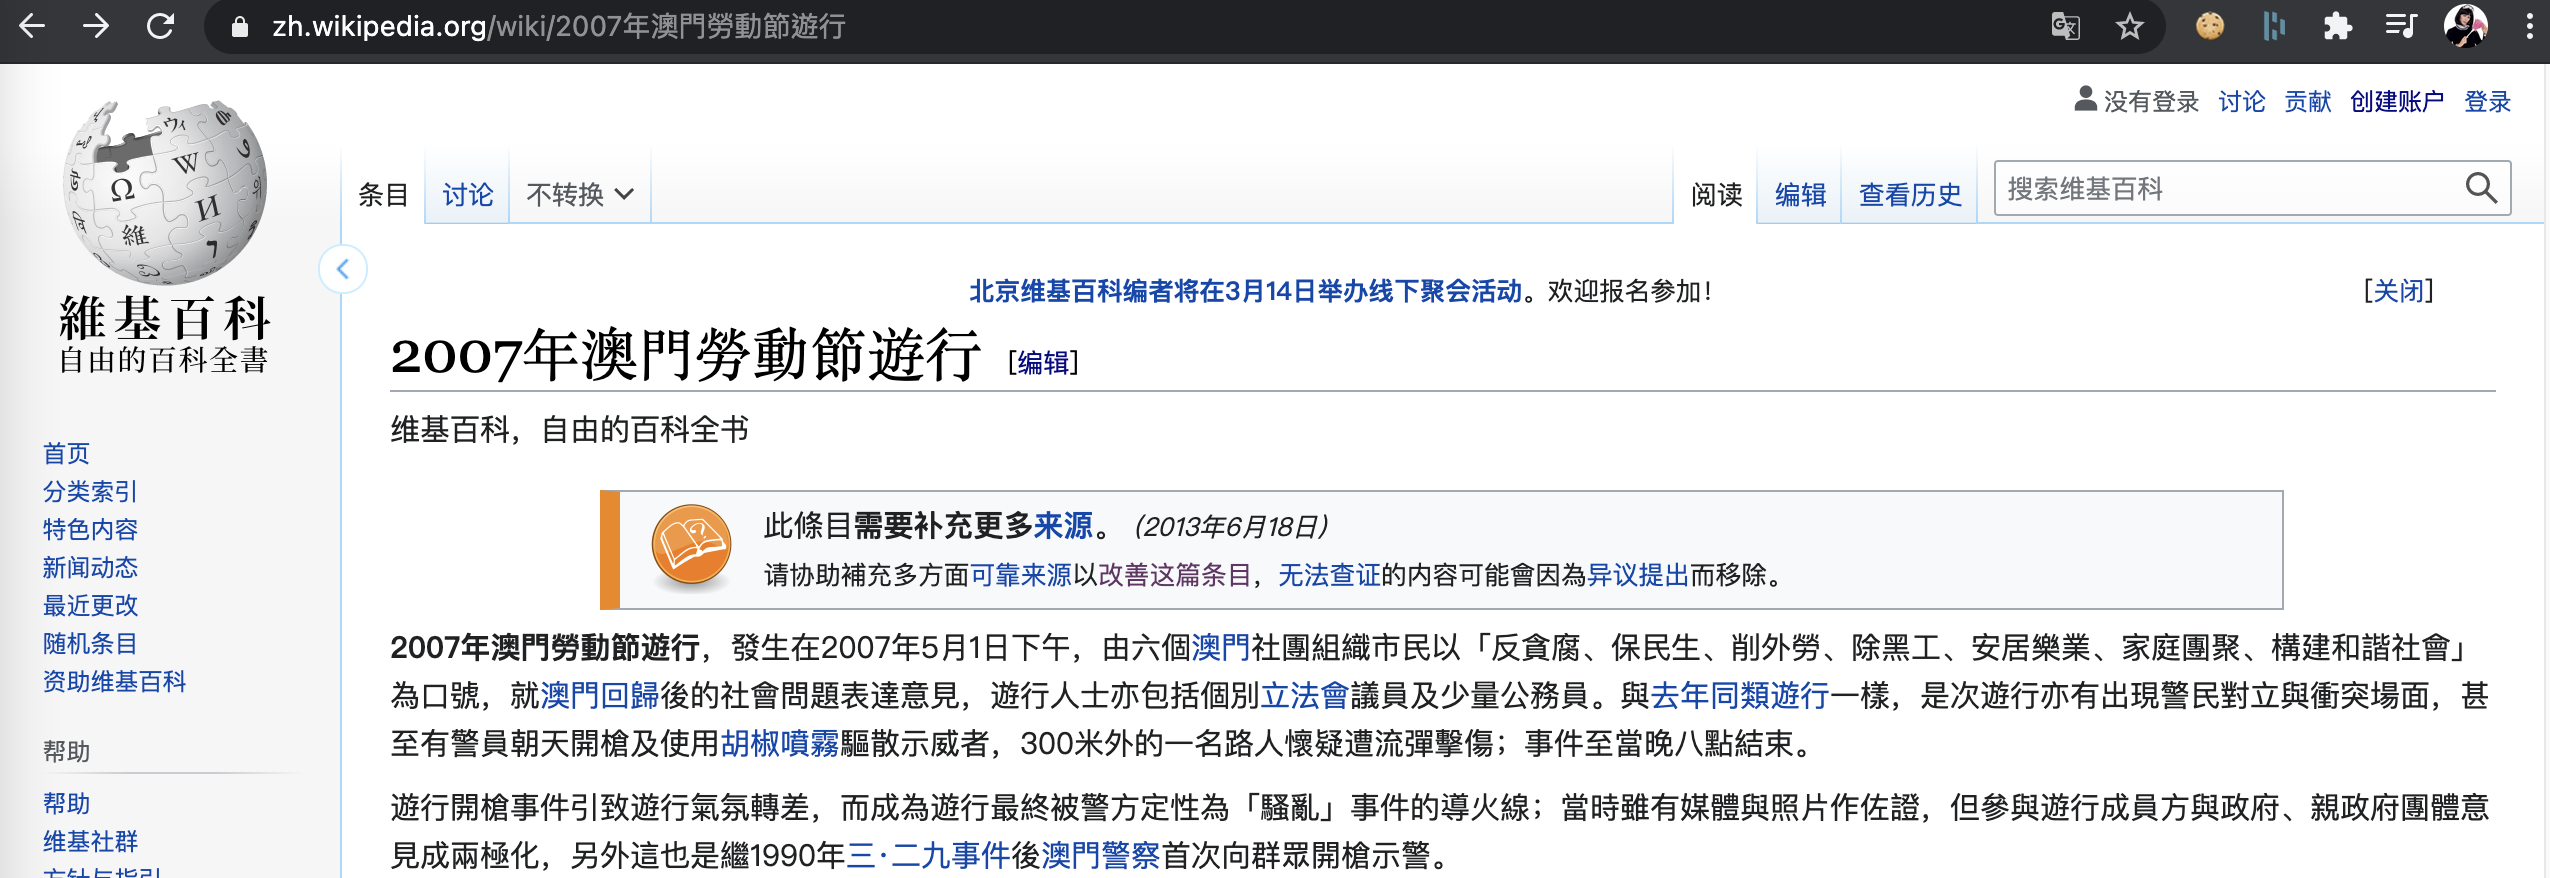 zh.wikipedia.org/wiki/2007年澳門勞動節遊行
没有登录 讨论 贡献 创建账户 登录
条目 讨论 不转换 阅读 编辑 查看历史 搜索维基百科
維基百科
自由的百科全書
北京维基百科编者将在3月14日举办线下聚会活动。欢迎报名参加！ [关闭]
2007年澳門勞動節遊行 [编辑]
维基百科，自由的百科全书
此條目需要补充更多来源。 (2013年6月18日)
请协助補充多方面可靠来源以改善这篇条目，无法查证的内容可能會因為异议提出而移除。
2007年澳門勞動節遊行，發生在2007年5月1日下午，由六個澳門社團組織市民以「反貪腐、保民生、削外勞、除黑工、安居樂業、家庭團聚、構建和諧社會」
為口號，就澳門回歸後的社會問題表達意見，遊行人士亦包括個別立法會議員及少量公務員。與去年同類遊行一樣，是次遊行亦有出現警民對立與衝突場面，甚
至有警員朝天開槍及使用胡椒噴霧驅散示威者，300米外的一名路人懷疑遭流彈擊傷；事件至當晚八點結束。
遊行開槍事件引致遊行氣氛轉差，而成為遊行最終被警方定性為「騷亂」事件的導火線；當時雖有媒體與照片作佐證，但參與遊行成員方與政府、親政府團體意
見成兩極化，另外這也是繼1990年三·二九事件後澳門警察首次向群眾開槍示警。
首页
分类索引
特色内容
新闻动态
最近更改
随机条目
资助维基百科
帮助
帮助
维基社群
方针与指引